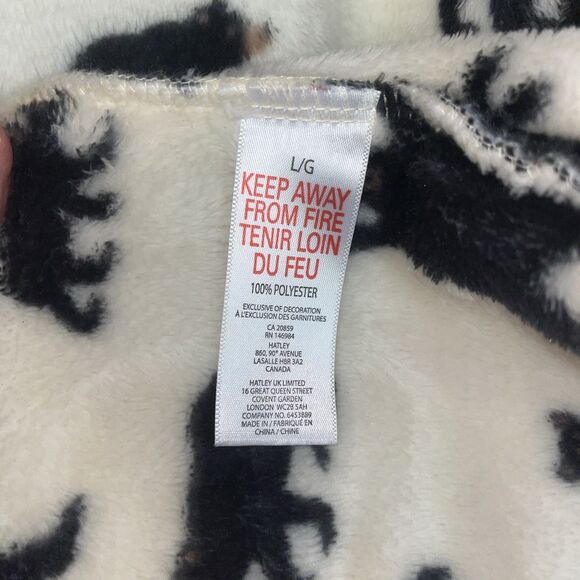 L/G
KEEP AWAY
FROM FIRE
TENIR LOIN
DU FEU
100% POLYESTER
EXCLUSIVE OF DECORATION
À L'EXCLUSION DES GARNITURES
CA 20859
RN 146984
HATLEY
860, 90ᵉ AVENUE
LASALLE H8R 3A2
CANADA
HATLEY UK LIMITED
16 GREAT QUEEN STREET
COVENT GARDEN
LONDON WC2B 5AH
COMPANY NO. 6453889
MADE IN / FABRIQUÉ EN
CHINA / CHINE